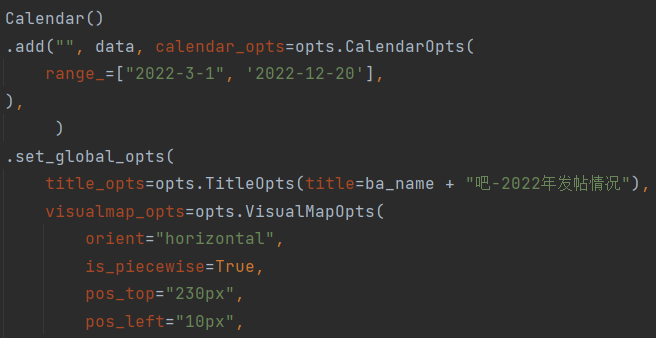 Calendar()
.add("", data, calendar_opts=opts.CalendarOpts(
    range_=["2022-3-1", '2022-12-20'],
),
     )
.set_global_opts(
    title_opts=opts.TitleOpts(title=ba_name + "吧-2022年发帖情况"),
    visualmap_opts=opts.VisualMapOpts(
        orient="horizontal",
        is_piecewise=True,
        pos_top="230px",
        pos_left="10px",